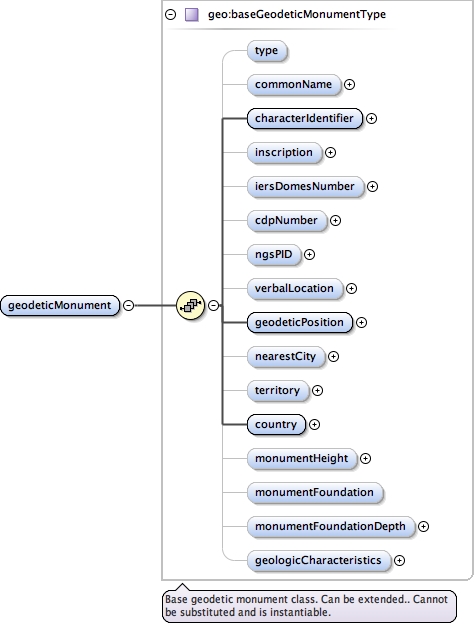 geo:baseGeodeticMonumentType
type
commonName
characterIdentifier
inscription
iersDomesNumber
cdpNumber
ngsPID
verbalLocation
geodeticMonument
geodeticPosition
nearestCity
territory
country
monumentHeight
monumentFoundation
monumentFoundationDepth
geologicCharacteristics
Base geodetic monument class. Can be extended.. Cannot
be substituted and is instantiable.